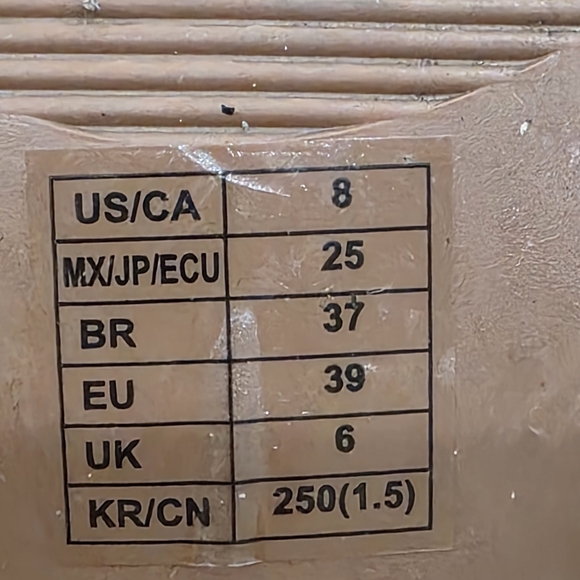 US/CA 8
MX/JP/ECU 25
BR 37
EU 39
UK 6
KR/CN 250(1.5)